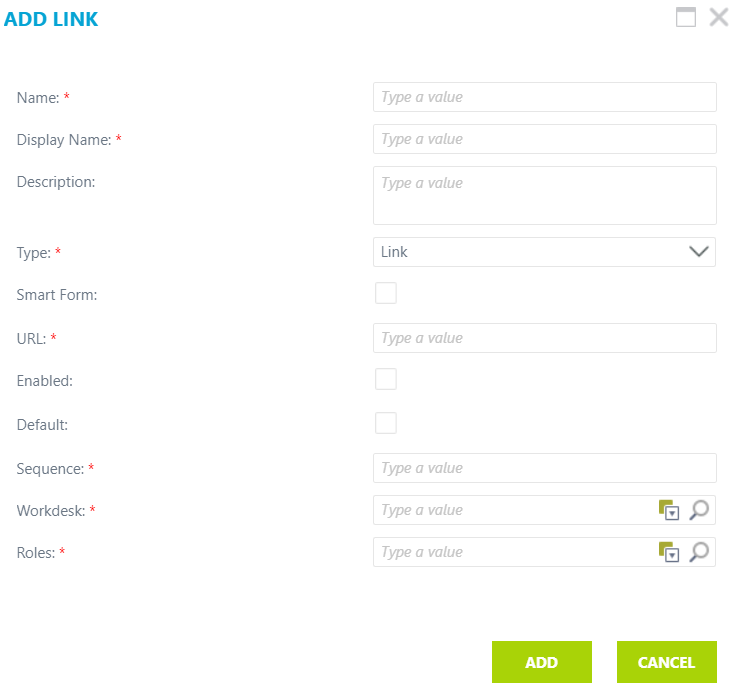 ADD LINK
Name: * Type a value
Display Name: * Type a value
Description: Type a value
Type: * Link
Smart Form:
URL: * Type a value
Enabled:
Default:
Sequence: * Type a value
Workdesk: * Type a value
Roles: * Type a value
ADD CANCEL